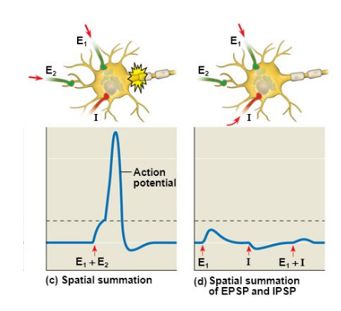 E1
E2
I
E1
E2
I
Action
potential
E1 + E2
E1
I
E1 + I
(c) Spatial summation
(d) Spatial summation
of EPSP and IPSP